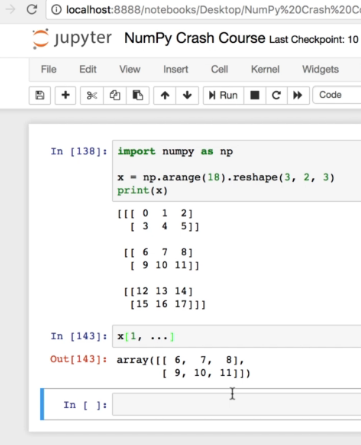 localhost:8888/notebooks/Desktop/NumPy%20Crash%20C
jupyter NumPy Crash Course Last Checkpoint: 10
File Edit View Insert Cell Kernel Widgets
Run Code
In [138]: import numpy as np
x = np.arange(18).reshape(3, 2, 3)
print(x)
[[[ 0 1 2]
[ 3 4 5]]
[[ 6 7 8]
[ 9 10 11]]
[[12 13 14]
[15 16 17]]]
In [143]: x[1, ...]
Out[143]: array([[ 6, 7, 8],
[ 9, 10, 11]])
In [ ]: